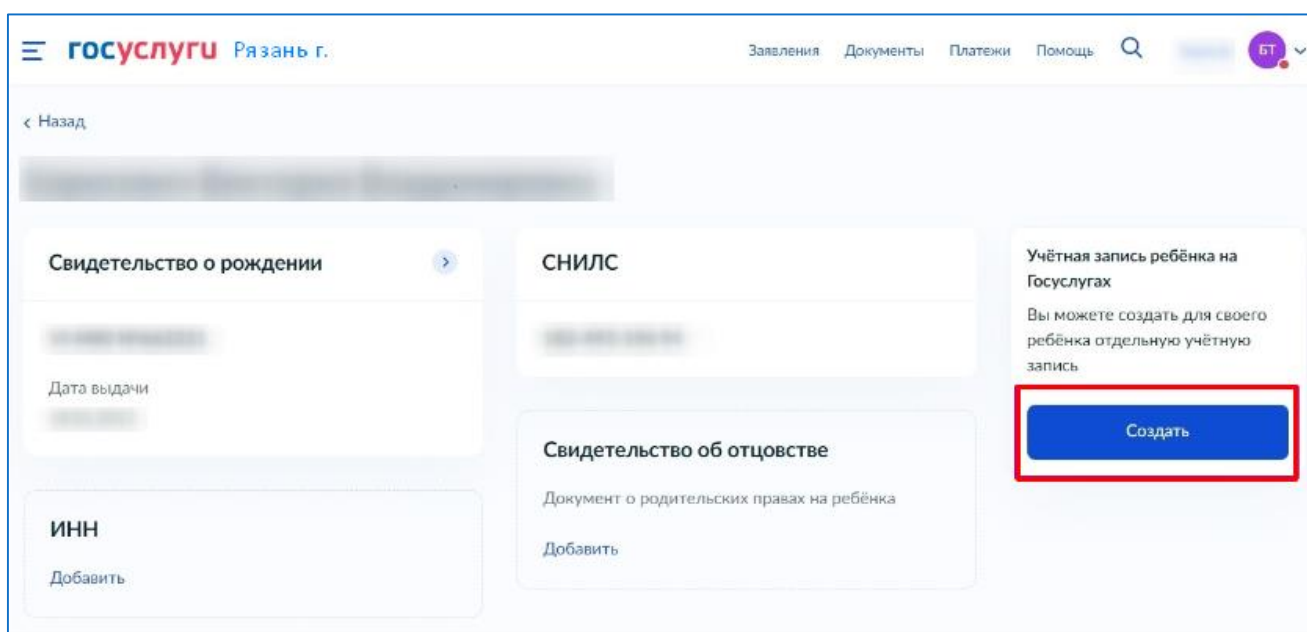 госуслуги Рязань г.
Заявления Документы Платежи Помощь БТ
Назад
Свидетельство о рождении
Дата выдачи
ИНН
Добавить
СНИЛС
Свидетельство об отцовстве
Документ о родительских правах на ребёнка
Добавить
Учётная запись ребёнка на
Госуслугах
Вы можете создать для своего
ребёнка отдельную учётную
запись
Создать